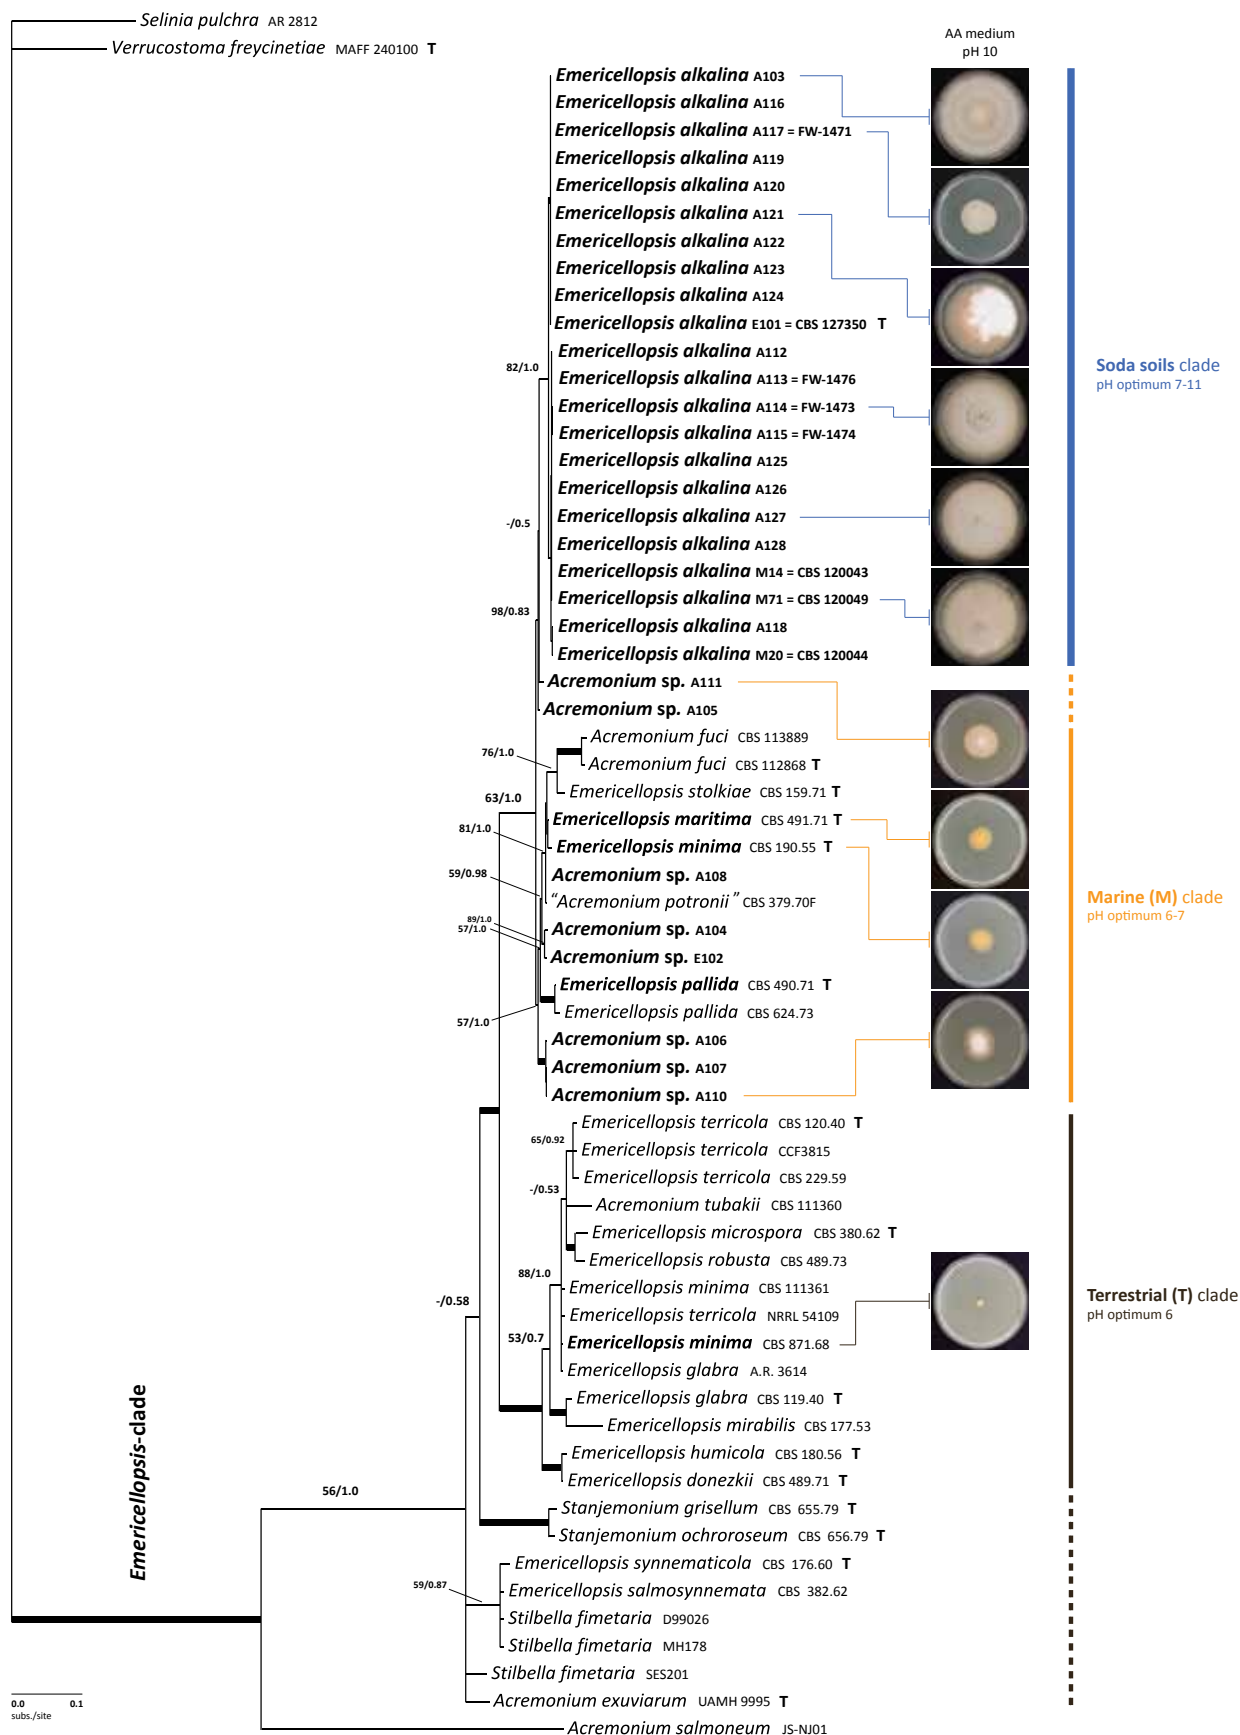 Selinia pulchra AR 2812
Verrucostoma freycinetiae MAFF 240100 T
AA medium
pH 10
Emericellopsis alkalina A103
Emericellopsis alkalina A116
Emericellopsis alkalina A117 = FW-1471
Emericellopsis alkalina A119
Emericellopsis alkalina A120
Emericellopsis alkalina A121
Emericellopsis alkalina A122
Emericellopsis alkalina A123
Emericellopsis alkalina A124
Emericellopsis alkalina E101 = CBS 127350 T
Emericellopsis alkalina A112
82/1.0
Soda soils clade
pH optimum 7-11
Emericellopsis alkalina A113 = FW-1476
Emericellopsis alkalina A114 = FW-1473
Emericellopsis alkalina A115 = FW-1474
Emericellopsis alkalina A125
Emericellopsis alkalina A126
Emericellopsis alkalina A127
-/0.5
Emericellopsis alkalina A128
Emericellopsis alkalina M14 = CBS 120043
Emericellopsis alkalina M71 = CBS 120049
98/0.83
Emericellopsis alkalina A118
Emericellopsis alkalina M20 = CBS 120044
Acremonium sp. A111
Acremonium sp. A105
Acremonium fuci CBS 113889
76/1.0
Acremonium fuci CBS 112868 T
Emericellopsis stolkiae CBS 159.71 T
63/1.0
Emericellopsis maritima CBS 491.71 T
81/1.0
Emericellopsis minima CBS 190.55 T
59/0.98
Acremonium sp. A108
"Acremonium potronii" CBS 379.70F
Marine (M) clade
pH optimum 6-7
89/1.0
57/1.0
Acremonium sp. A104
Acremonium sp. E102
Emericellopsis pallida CBS 490.71 T
Emericellopsis pallida CBS 624.73
57/1.0
Acremonium sp. A106
Acremonium sp. A107
Acremonium sp. A110
Emericellopsis terricola CBS 120.40 T
65/0.92
Emericellopsis terricola CCF3815
Emericellopsis terricola CBS 229.59
-/0.53
Acremonium tubakii CBS 111360
Emericellopsis microspora CBS 380.62 T
Emericellopsis robusta CBS 489.73
88/1.0
Emericellopsis minima CBS 111361
Terrestrial (T) clade
pH optimum 6
Emericellopsis terricola NRRL 54109
-/0.58
53/0.7
Emericellopsis minima CBS 871.68
Emericellopsis glabra A.R. 3614
Emericellopsis glabra CBS 119.40 T
Emericellopsis mirabilis CBS 177.53
Emericellopsis humicola CBS 180.56 T
Emericellopsis donezkii CBS 489.71 T
Emericellopsis-clade
56/1.0
Stanjemonium grisellum CBS 655.79 T
Stanjemonium ochroroseum CBS 656.79 T
Emericellopsis synnematicola CBS 176.60 T
59/0.87
Emericellopsis salmosynnemata CBS 382.62
Stilbella fimetaria D99026
Stilbella fimetaria MH178
Stilbella fimetaria SES201
Acremonium exuviarum UAMH 9995 T
0.0 0.1
subs./site
Acremonium salmoneum JS-NJ01